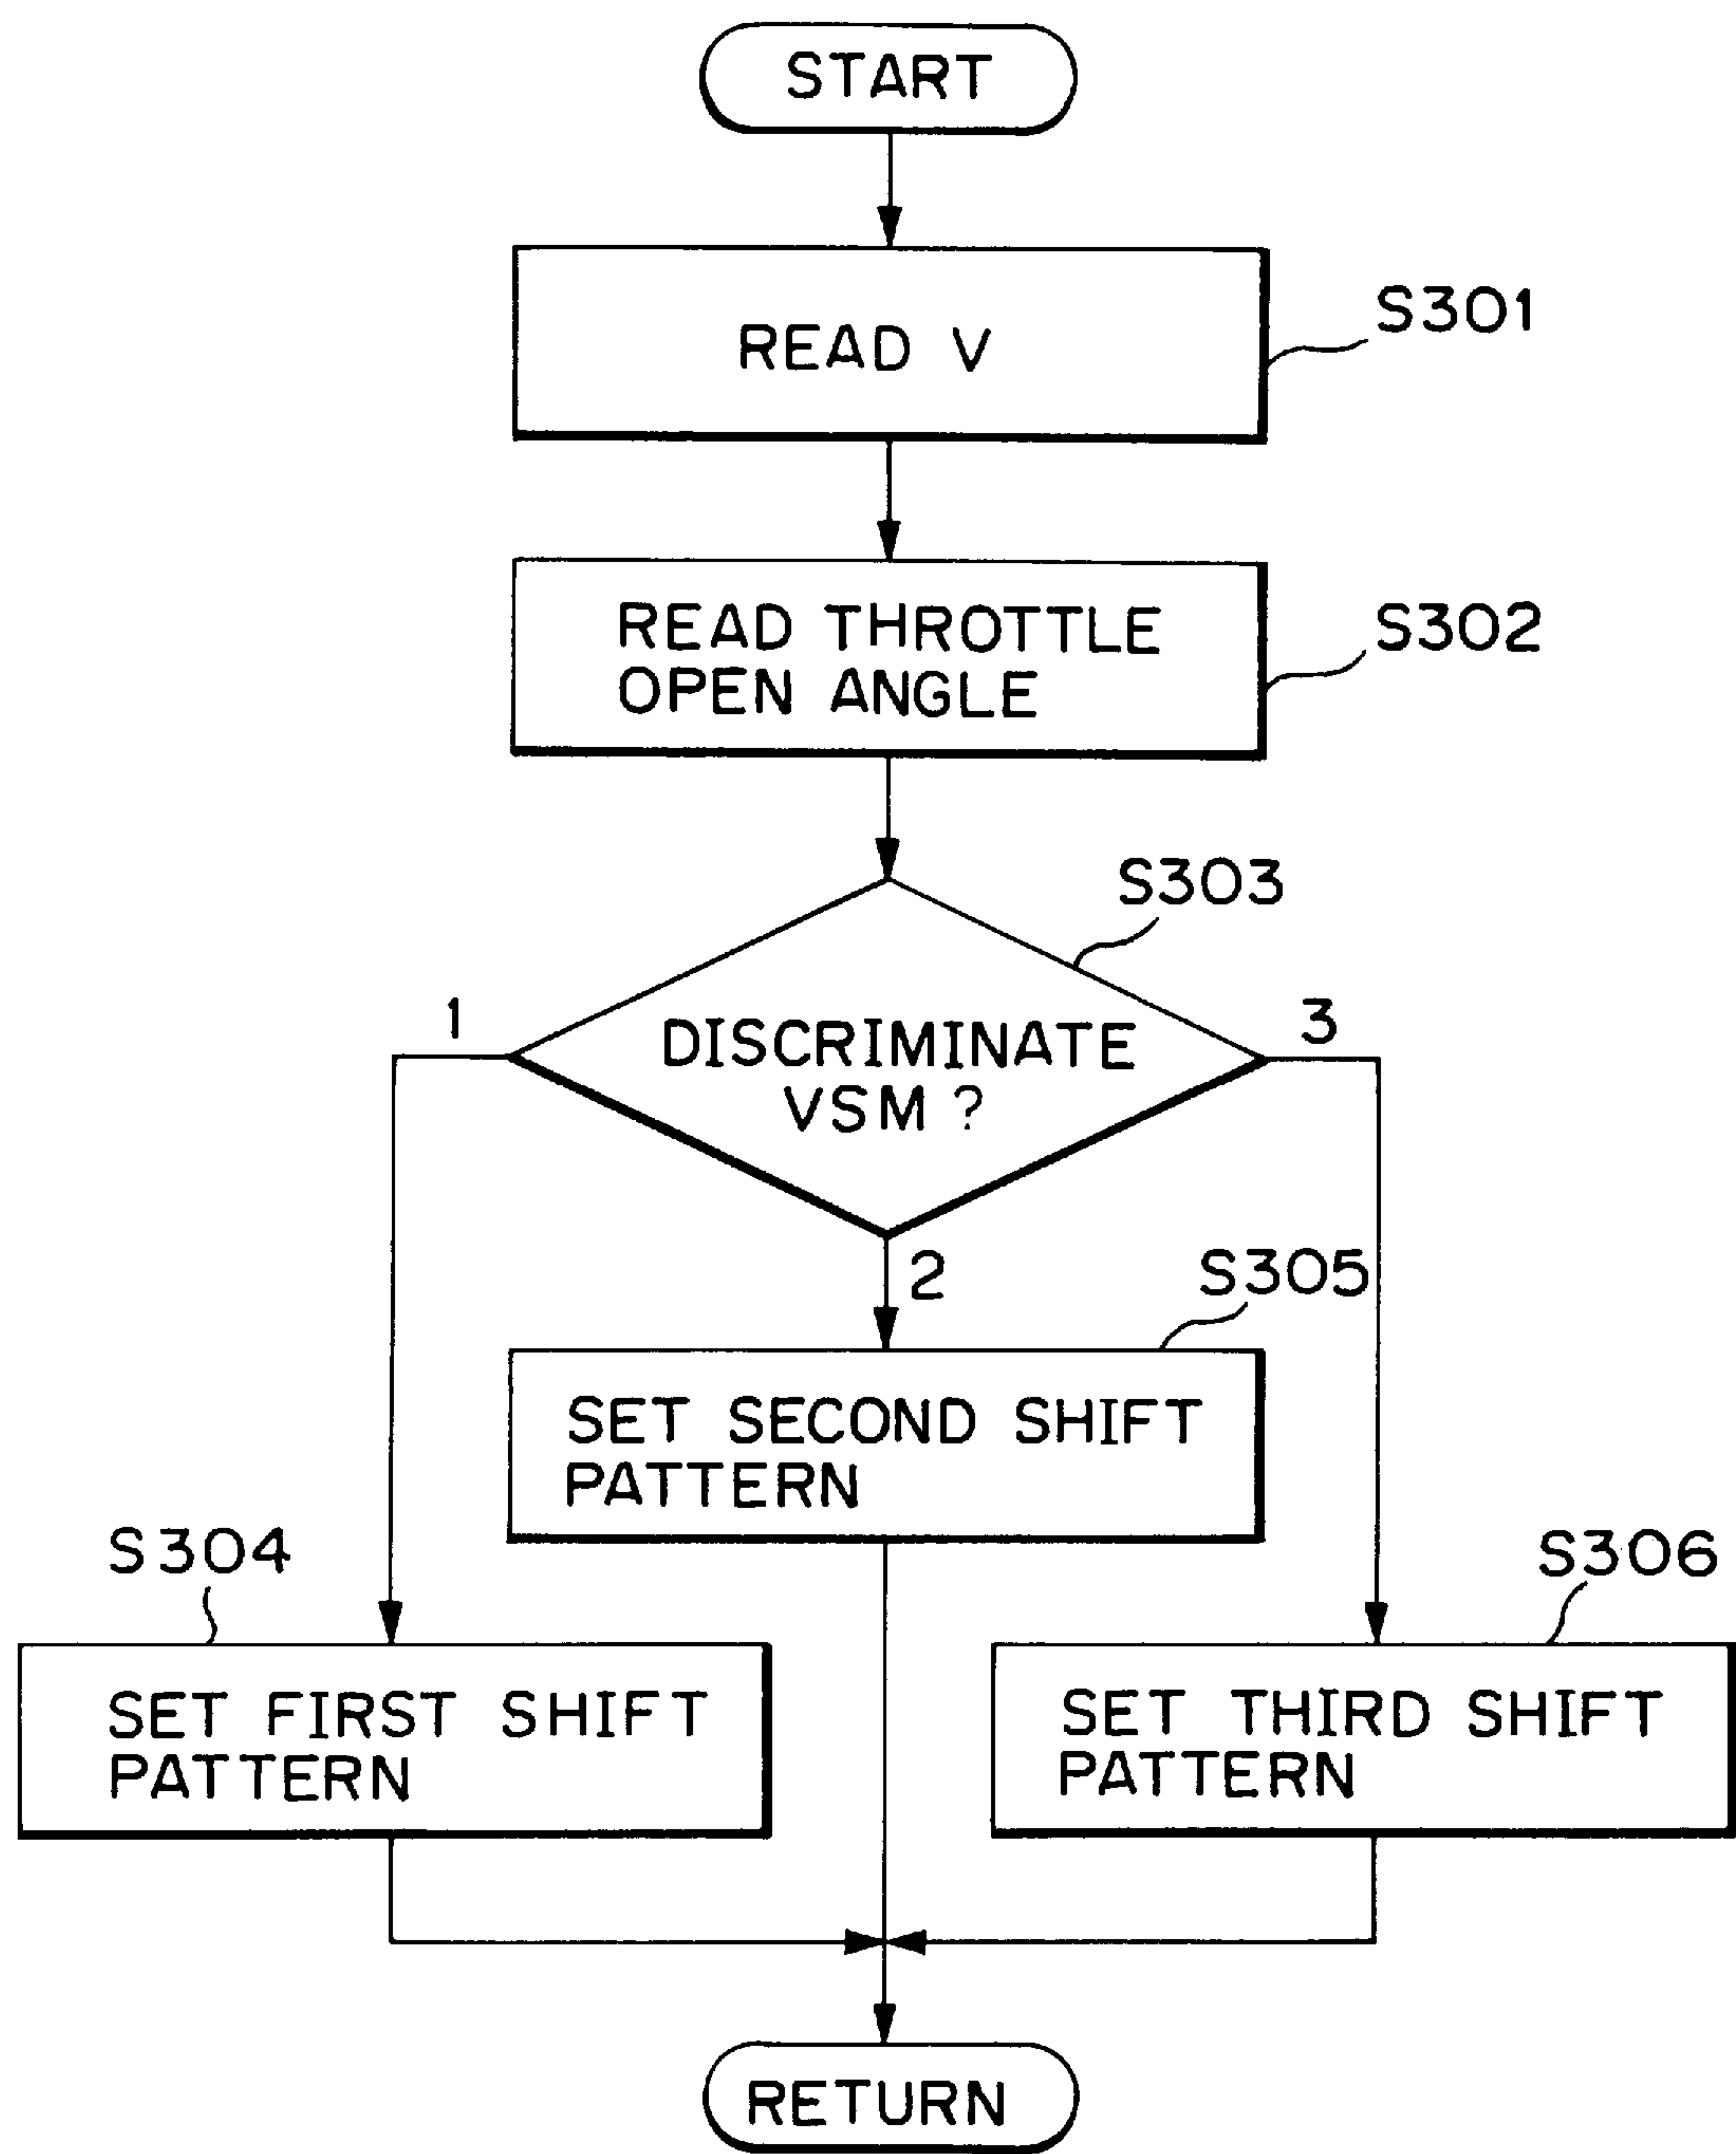 START
READ V
S301
READ THROTTLE
OPEN ANGLE
S302
S303
1
DISCRIMINATE
VSM ?
3
2
S305
SET SECOND SHIFT
PATTERN
S304
SET FIRST SHIFT
PATTERN
S306
SET THIRD SHIFT
PATTERN
RETURN